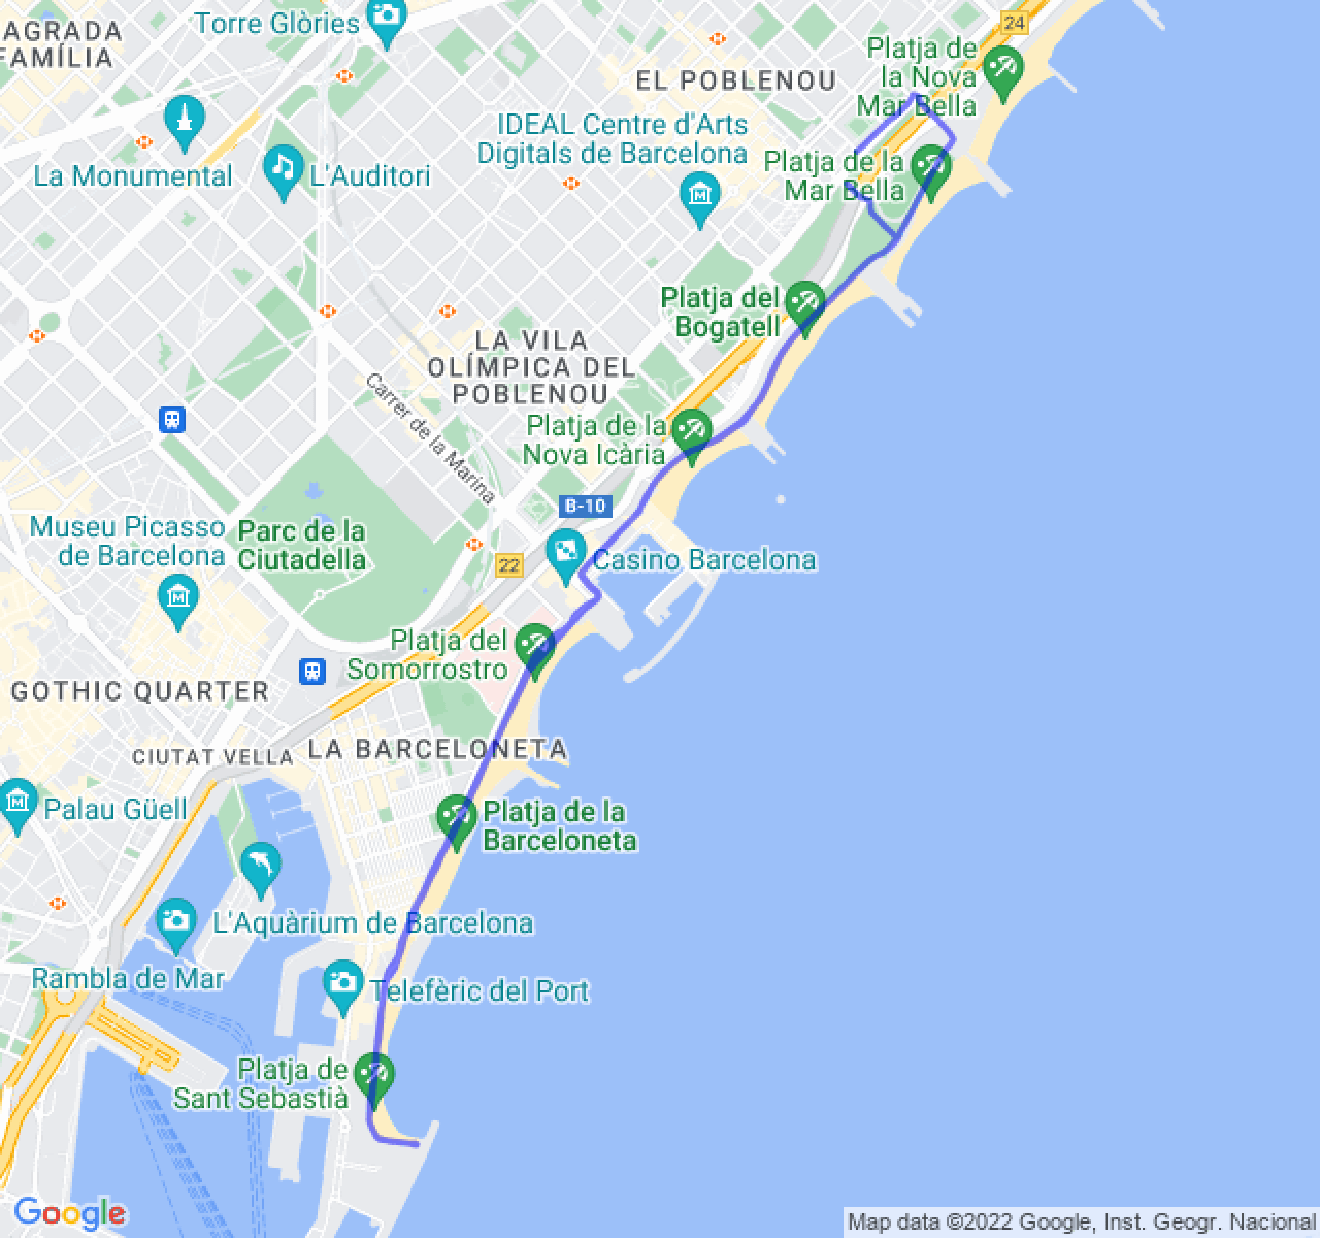 AGRADA
FAMÍLIA
Torre Glòries
24
Platja de
la Nova
Mar Bella
EL POBLENOU
IDEAL Centre d'Arts
Digitals de Barcelona
Platja de la
Mar Bella
La Monumental
L'Auditori
Platja del
Bogatell
LA VILA
OLÍMPICA DEL
POBLENOU
Carrer de la Marina
Platja de la
Nova Icària
B-10
Museu Picasso
de Barcelona
Parc de la
Ciutadella
22
Casino Barcelona
Platja del
Somorrostro
GOTHIC QUARTER
CIUTAT VELLA
LA BARCELONETA
Palau Güell
Platja de la
Barceloneta
L'Aquàrium de Barcelona
Rambla de Mar
Telefèric del Port
Platja de
Sant Sebastià
Google
Map data ©2022 Google, Inst. Geogr. Nacional